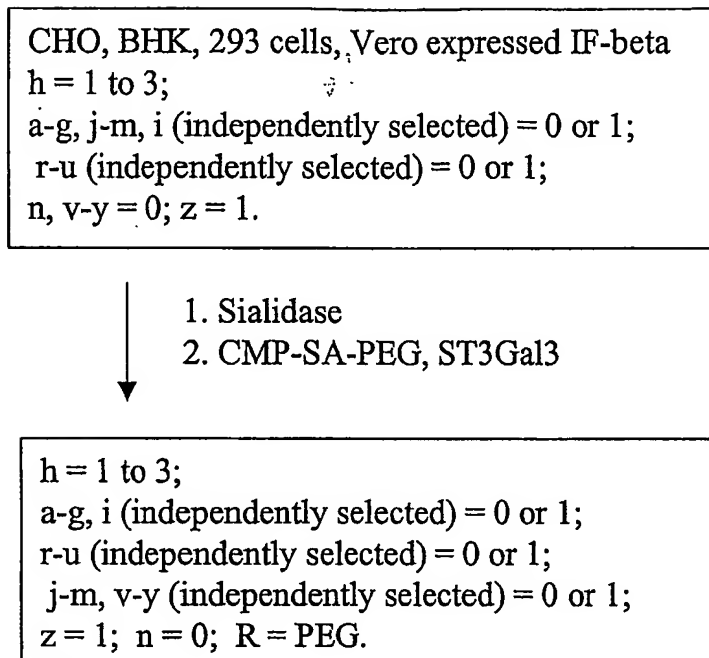 CHO, BHK, 293 cells, Vero expressed IF-beta
h = 1 to 3;
a-g, j-m, i (independently selected) = 0 or 1;
r-u (independently selected) = 0 or 1;
n, v-y = 0; z = 1.
1. Sialidase
2. CMP-SA-PEG, ST3Gal3
h = 1 to 3;
a-g, i (independently selected) = 0 or 1;
r-u (independently selected) = 0 or 1;
j-m, v-y (independently selected) = 0 or 1;
z = 1; n = 0; R = PEG.